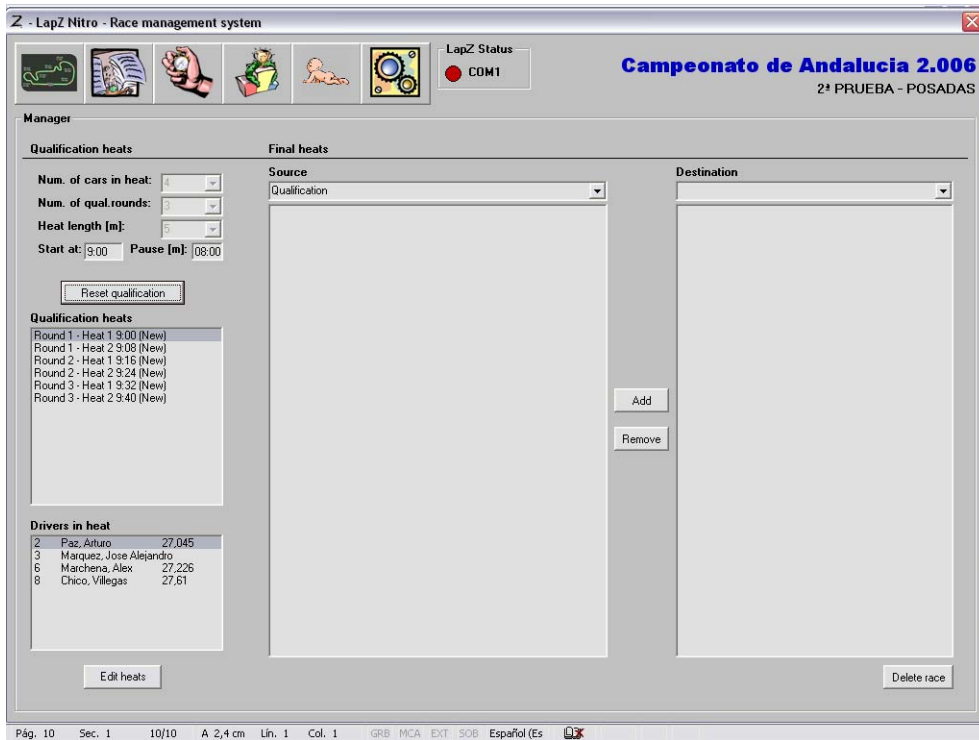 Z - LapZ Nitro - Race management system
LapZ Status
COM1
Campeonato de Andalucia 2.006
2ª PRUEBA - POSADAS
Manager
Qualification heats
Num. of cars in heat: 4
Num. of qual.rounds: 3
Heat length [m]: 5
Start at: 9:00 Pause [m]: 08:00
Reset qualification
Qualification heats
Round 1 - Heat 1 9:00 (New)
Round 1 - Heat 2 9:08 (New)
Round 2 - Heat 1 9:16 (New)
Round 2 - Heat 2 9:24 (New)
Round 3 - Heat 1 9:32 (New)
Round 3 - Heat 2 9:40 (New)
Drivers in heat
2 Paz, Arturo 27,045
3 Marquez, Jose Alejandro
6 Marchena, Alex 27,226
8 Chico, Villegas 27,61
Edit heats
Final heats
Source
Qualification
Add
Remove
Destination
Delete race
Pág. 10 Sec. 1 10/10 A 2,4 cm Lín. 1 Col. 1 GRB MCA EXT SOB Español (Es